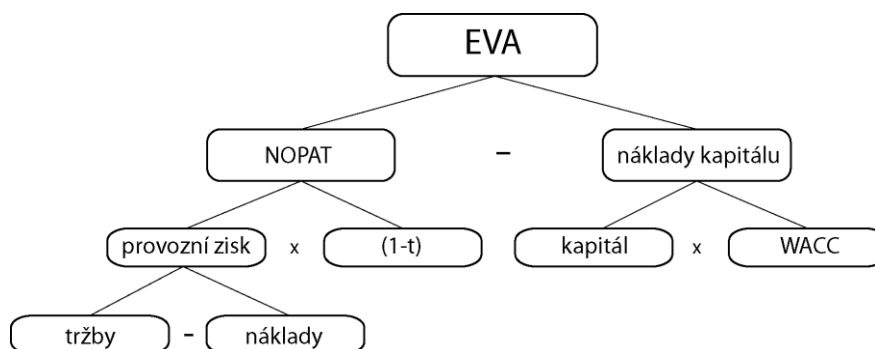 EVA
NOPAT – náklady kapitálu
provozní zisk x (1-t) kapitál x WACC
tržby – náklady